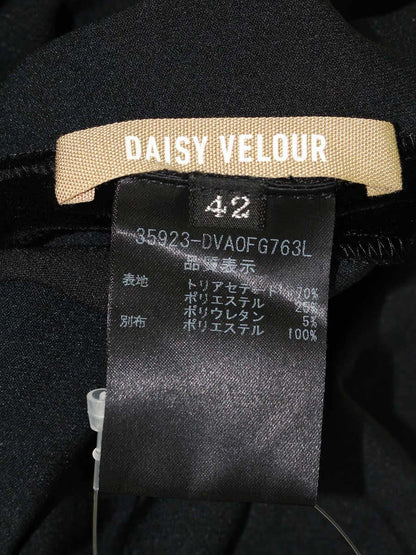 DAISY VELOUR
42
35923-DVA0FG763L
品質表示
表地 トリアセテート 70%
ポリエステル 25%
ポリウレタン 5%
別布 ポリエステル 100%